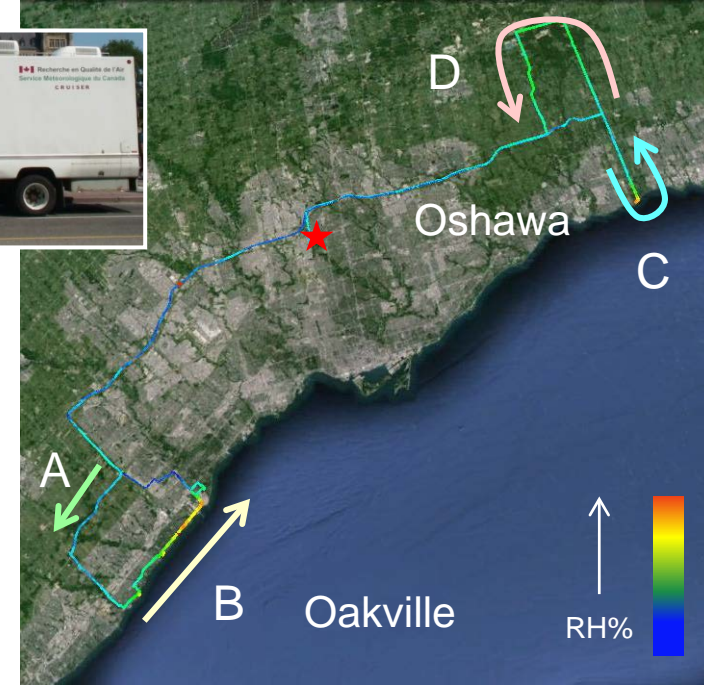 Recherche en Qualité de l'Air
Service Météorologique du Canada
CRUISER
D
Oshawa
C
A
B
Oakville
RH%